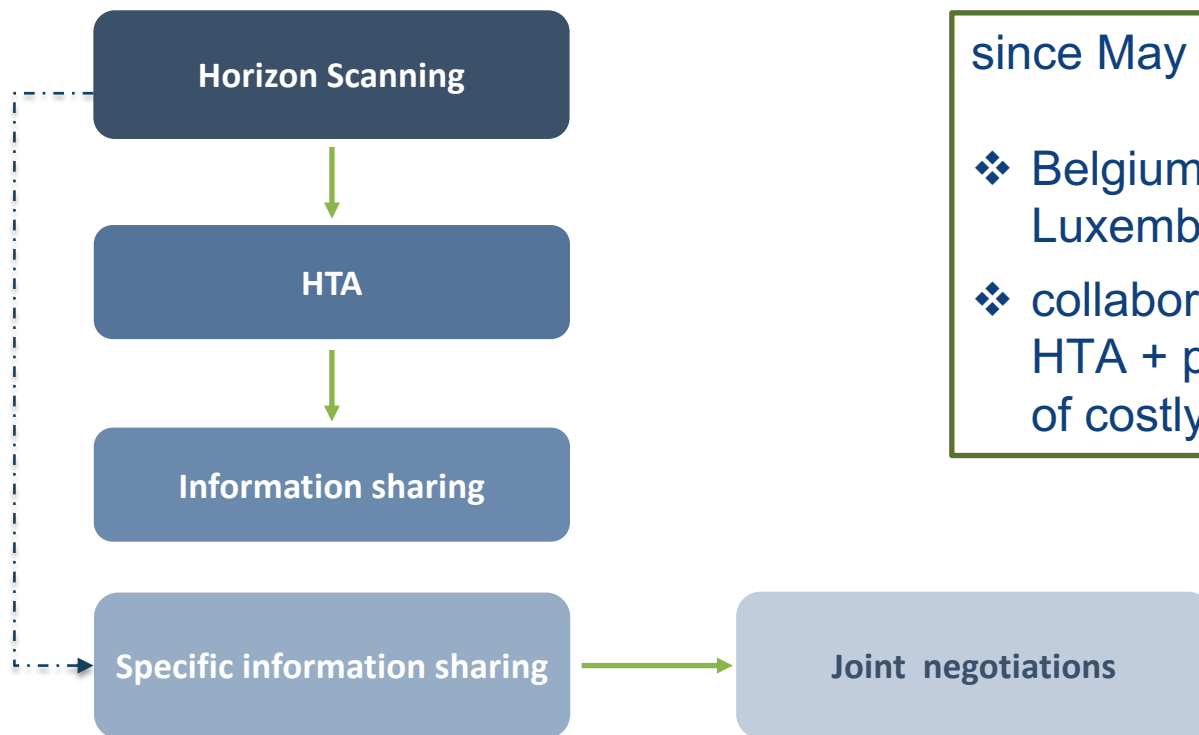 Horizon Scanning
HTA
Information sharing
Specific information sharing
Joint negotiations
since May
❖ Belgium
Luxemb
❖ collabor
HTA + p
of costly